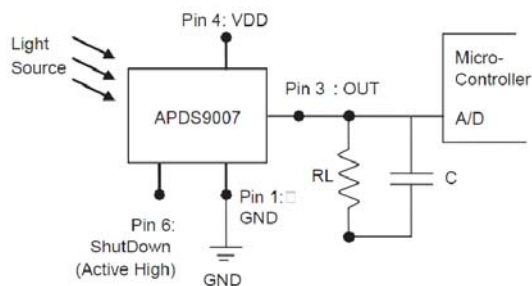 Pin 4: VDD
Light
Source
Micro-
Controller
Pin 3 : OUT
APDS9007
A/D
RL
C
Pin 1:
GND
Pin 6:
ShutDown
(Active High)
GND